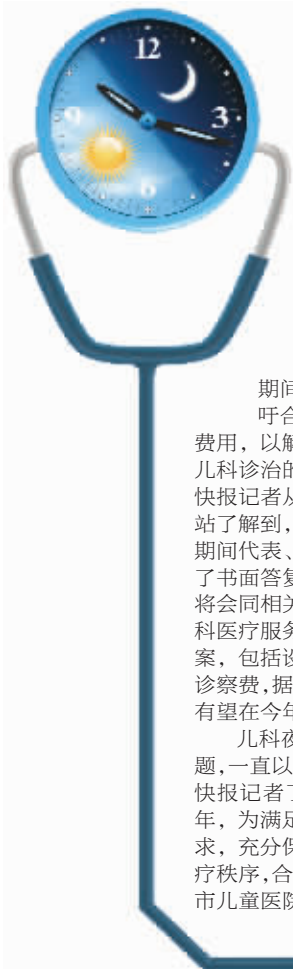 12
3
6
9
期间
吁合
费用，以解
儿科诊治的
快报记者从
站了解到，
期间代表、
了书面答复
将会同相关
科医疗服务
案，包括设
诊察费，据
有望在今年
儿科夜
题，一直以
快报记者了
年，为满足
求，充分保
疗秩序，合
市儿童医院